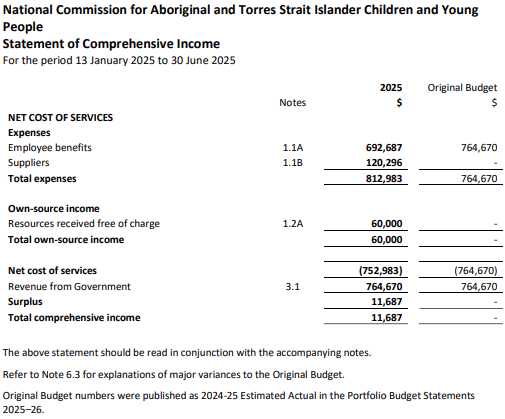 National Commission for Aboriginal and Torres Strait Islander Children and Young
People
Statement of Comprehensive Income
For the period 13 January 2025 to 30 June 2025
2025 Original Budget
Notes $ $
NET COST OF SERVICES
Expenses
Employee benefits 1.1A 692,687 764,670
Suppliers 1.1B 120,296 -
Total expenses 812,983 764,670
Own-source income
Resources received free of charge 1.2A 60,000 -
Total own-source income 60,000 -
Net cost of services (752,983) (764,670)
Revenue from Government 3.1 764,670 764,670
Surplus 11,687 -
Total comprehensive income 11,687 -
The above statement should be read in conjunction with the accompanying notes.
Refer to Note 6.3 for explanations of major variances to the Original Budget.
Original Budget numbers were published as 2024-25 Estimated Actual in the Portfolio Budget Statements
2025–26.